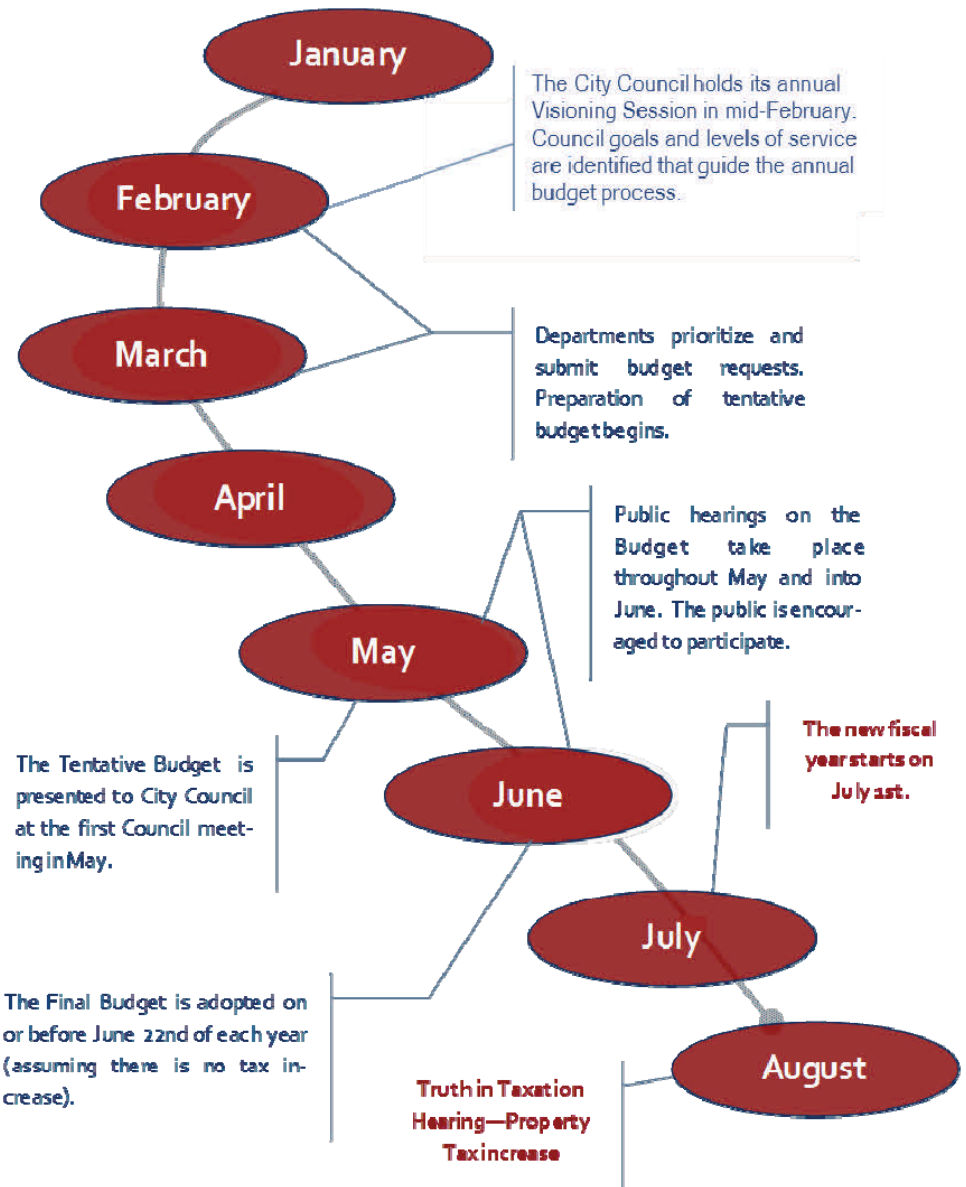 January
The City Council holds its annual
Visioning Session in mid-February.
Council goals and levels of service
are identified that guide the annual
budget process.
February
March
Departments prioritize and
submit budget requests.
Preparation of tentative
budget begins.
April
Public hearings on the
Budget take place
throughout May and into
June. The public is encour-
aged to participate.
May
The Tentative Budget is
presented to City Council
at the first Council meet-
ing in May.
June
The new fiscal
year starts on
July 1st.
July
The Final Budget is adopted on
or before June 22nd of each year
(assuming there is no tax in-
crease).
August
Truth in Taxation
Hearing—Property
Tax increase